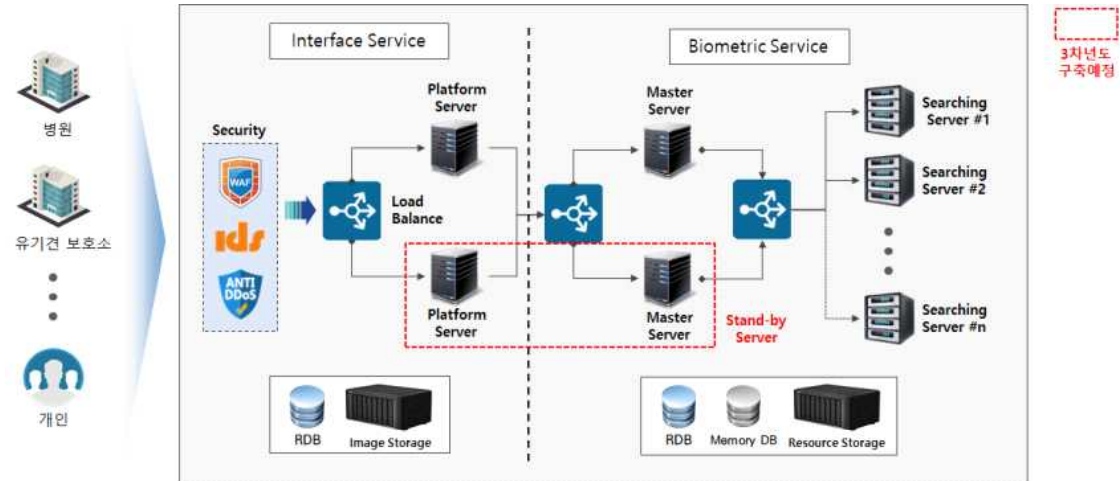 Interface Service
Biometric Service
3차년도
구축예정
병원
유기견 보호소
개인
Security
WAF
IDS
ANTI
DDoS
Platform
Server
Load
Balance
Platform
Server
Master
Server
Master
Server
Stand-by
Server
Searching
Server #1
Searching
Server #2
Searching
Server #n
RDB
Image Storage
RDB
Memory DB
Resource Storage